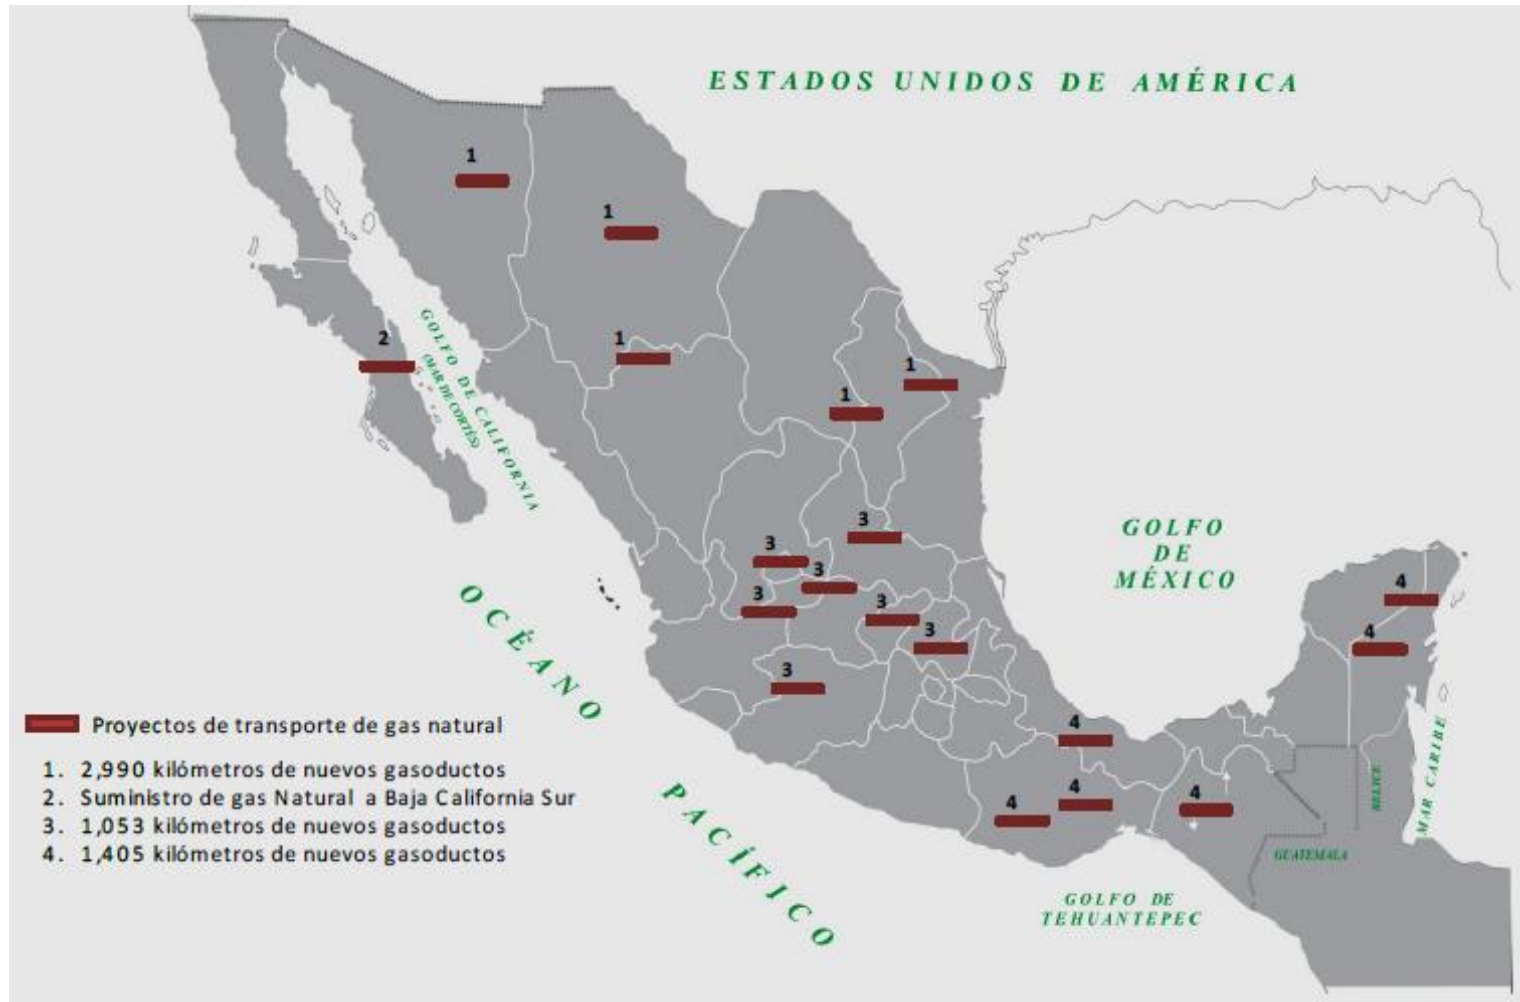 ESTADOS UNIDOS DE AMÉRICA
1
1
2
1
1
1
GOLFO DE CALIFORNIA
(MAR DE CORTÉS)
3
3
3
3
3
3
3
GOLFO
DE
MÉXICO
4
4
OCÉANO
PACÍFICO
4
4
4
4
MAR CARIBE
BELICE
GUATEMALA
GOLFO DE
TEHUANTEPEC
Proyectos de transporte de gas natural
1. 2,990 kilómetros de nuevos gasoductos
2. Suministro de gas Natural a Baja California Sur
3. 1,053 kilómetros de nuevos gasoductos
4. 1,405 kilómetros de nuevos gasoductos